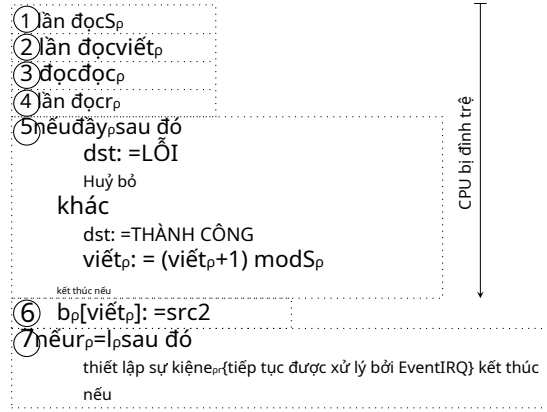 ① lần đọcSρ
② lần đọcviếtρ
③ đọcđọcρ
④ lần đọcrρ
⑤ nếuđầyρsau đó
dst: =LỖI
Huỷ bỏ
khác
dst: =THÀNH CÔNG
viếtρ: = (viếtρ+1) modSρ
kết thúc nếu
⑥ bρ[viếtρ]: =src2
⑦ nếurρ=lρsau đó
thiết lập sự kiệneρr{tiếp tục được xử lý bởi EventIRQ} kết thúc
nếu
CPU bị đình trệ